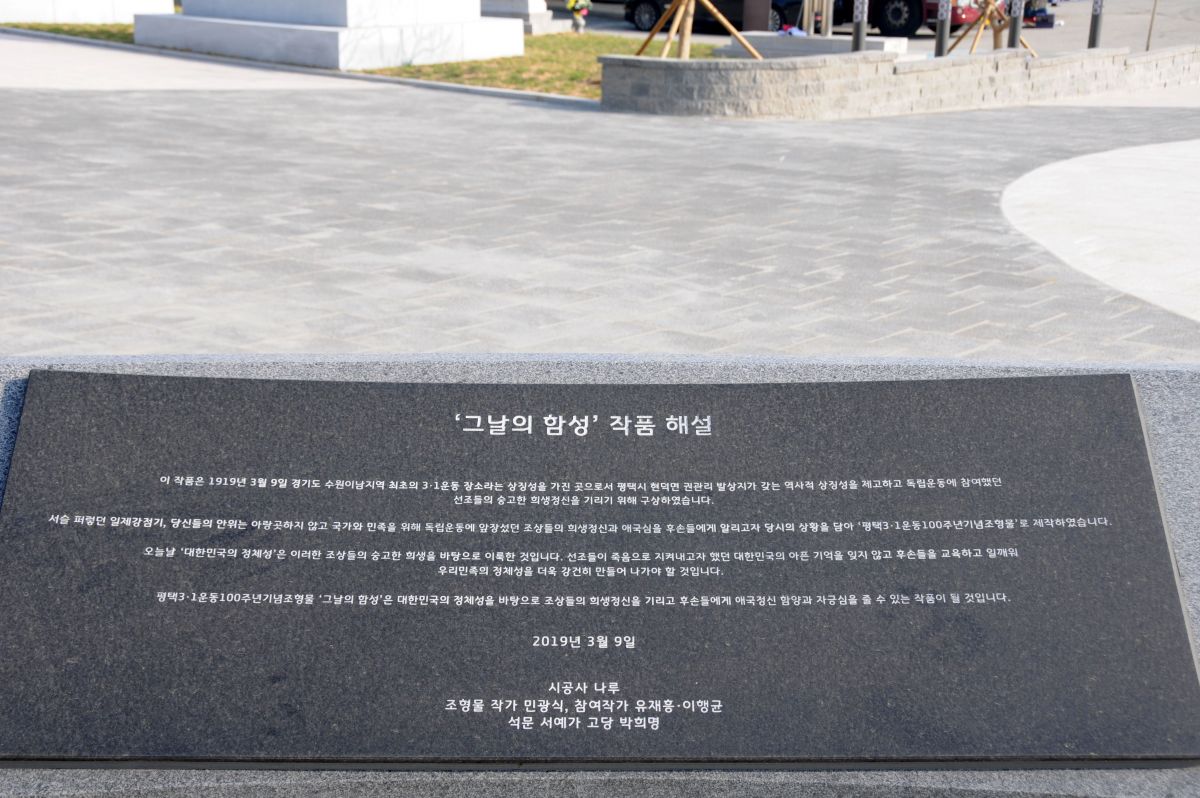 ‘그날의 함성’ 작품 해설
이 작품은 1919년 3월 9일 경기도 수원이남지역 최초의 3·1운동 장소라는 상징성을 가진 곳으로서 평택시 현덕면 권관리 발상지가 갖는 역사적 상징성을 제고하고 독립운동에 참여했던
선조들의 숭고한 희생정신을 기리기 위해 구상하였습니다.
서슬 퍼렇던 일제강점기, 당신들의 안위는 아랑곳하지 않고 국가와 민족을 위해 독립운동에 앞장섰던 조상들의 희생정신과 애국심을 후손들에게 알리고자 당시의 상황을 담아 ‘평택3·1운동100주년기념조형물’로 제작하였습니다.
오늘날 ‘대한민국의 정체성’은 이러한 조상들의 숭고한 희생을 바탕으로 이룩한 것입니다. 선조들이 죽음으로 지켜내고자 했던 대한민국의 아픈 기억을 잊지 않고 후손들을 교육하고 일깨워
우리민족의 정체성을 더욱 강건히 만들어 나가야 할 것입니다.
평택3·1운동100주년기념조형물 ‘그날의 함성’은 대한민국의 정체성을 바탕으로 조상들의 희생정신을 기리고 후손들에게 애국정신 함양과 자긍심을 줄 수 있는 작품이 될 것입니다.
2019년 3월 9일
시공사 나루
조형물 작가 민광식, 참여작가 유재흥·이행균
석문 서예가 고당 박희명